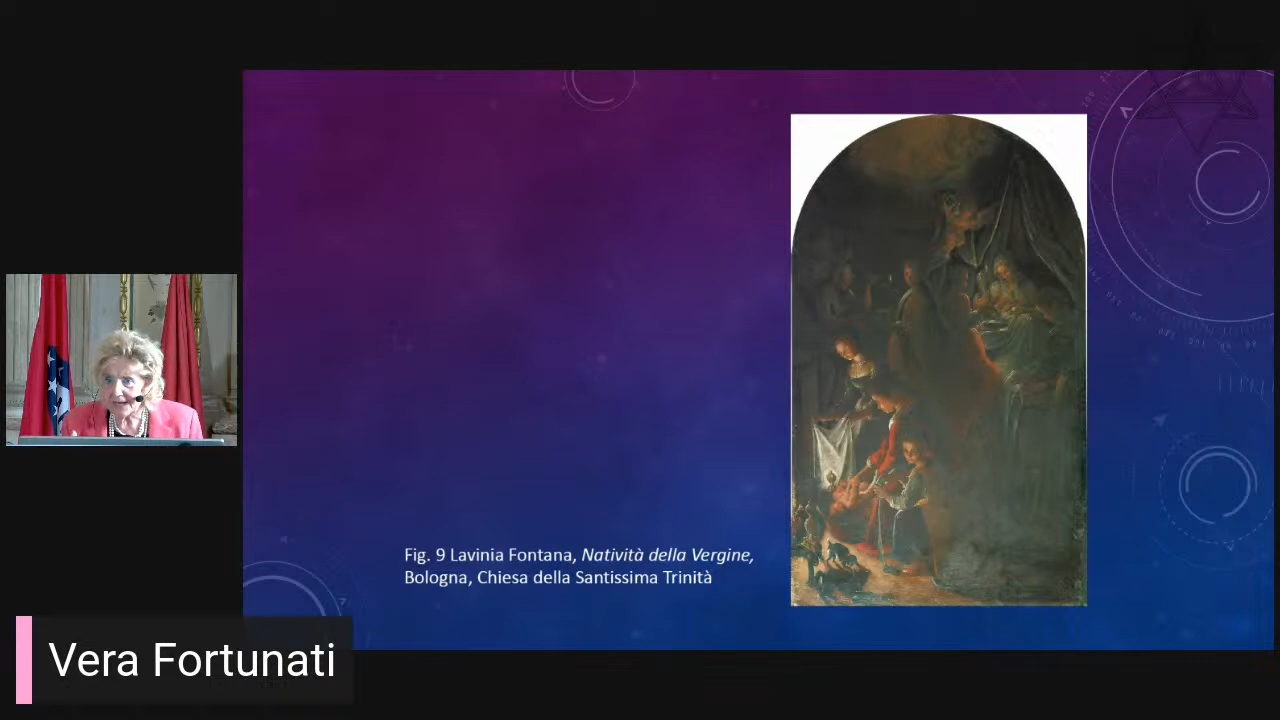 Fig. 9 Lavinia Fontana, Natività della Vergine,
Bologna, Chiesa della Santissima Trinità
Vera Fortunati